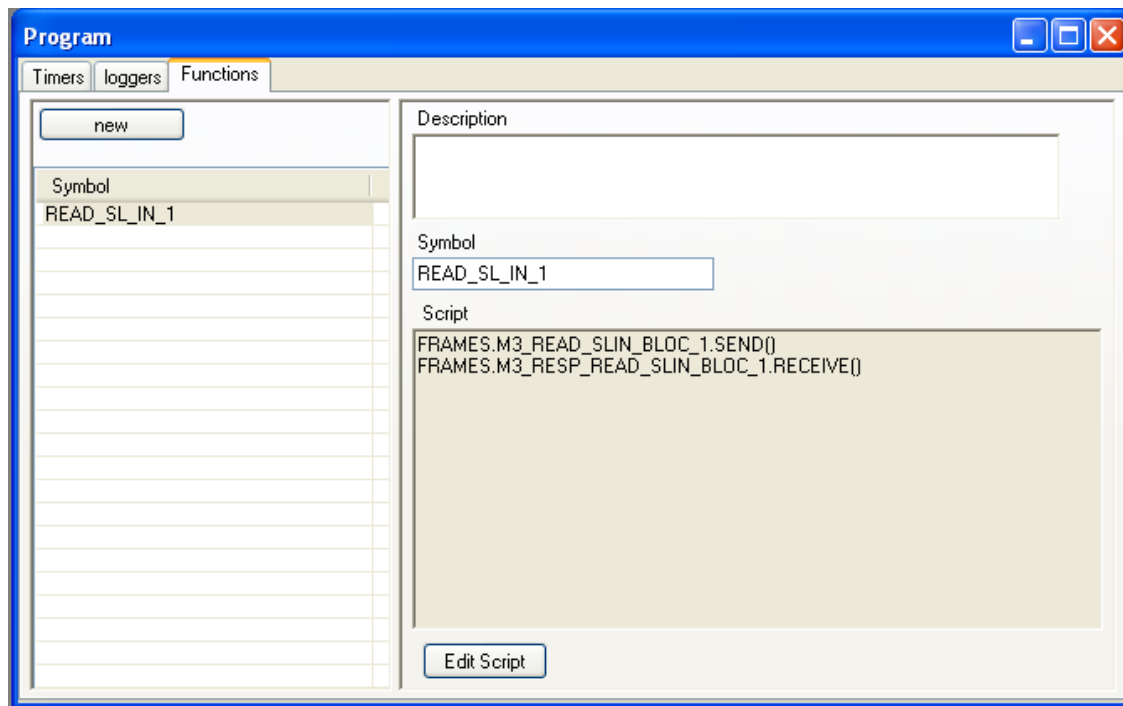 Program
Timers loggers Functions
new
Symbol
READ_SL_IN_1
Description
Symbol
READ_SL_IN_1
Script
FRAMES.M3_READ_SLIN_BLOC_1.SEND()
FRAMES.M3_RESP_READ_SLIN_BLOC_1.RECEIVE()
Edit Script